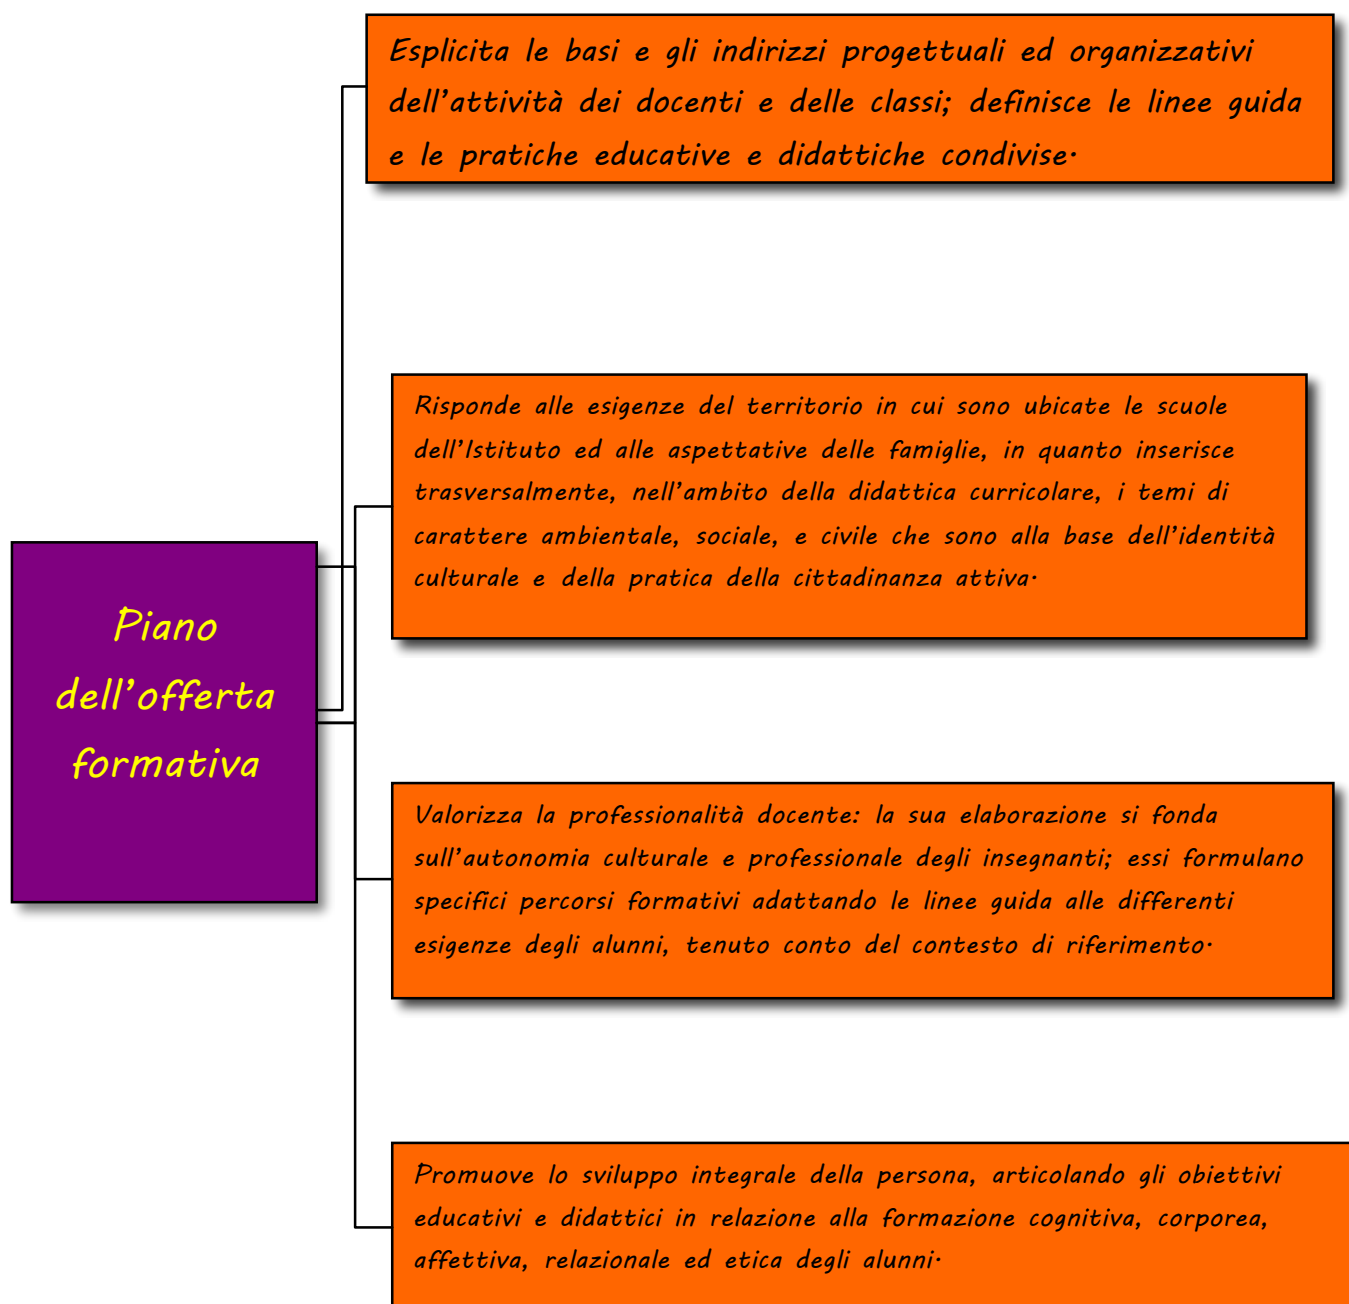 Esplicita le basi e gli indirizzi progettuali ed organizzativi
dell’attività dei docenti e delle classi; definisce le linee guida
e le pratiche educative e didattiche condivise.
Risponde alle esigenze del territorio in cui sono ubicate le scuole
dell’Istituto ed alle aspettative delle famiglie, in quanto inserisce
trasversalmente, nell’ambito della didattica curricolare, i temi di
carattere ambientale, sociale, e civile che sono alla base dell’identità
culturale e della pratica della cittadinanza attiva.
Piano
dell’offerta
formativa
Valorizza la professionalità docente: la sua elaborazione si fonda
sull’autonomia culturale e professionale degli insegnanti; essi formulano
specifici percorsi formativi adattando le linee guida alle differenti
esigenze degli alunni, tenuto conto del contesto di riferimento.
Promuove lo sviluppo integrale della persona, articolando gli obiettivi
educativi e didattici in relazione alla formazione cognitiva, corporea,
affettiva, relazionale ed etica degli alunni.